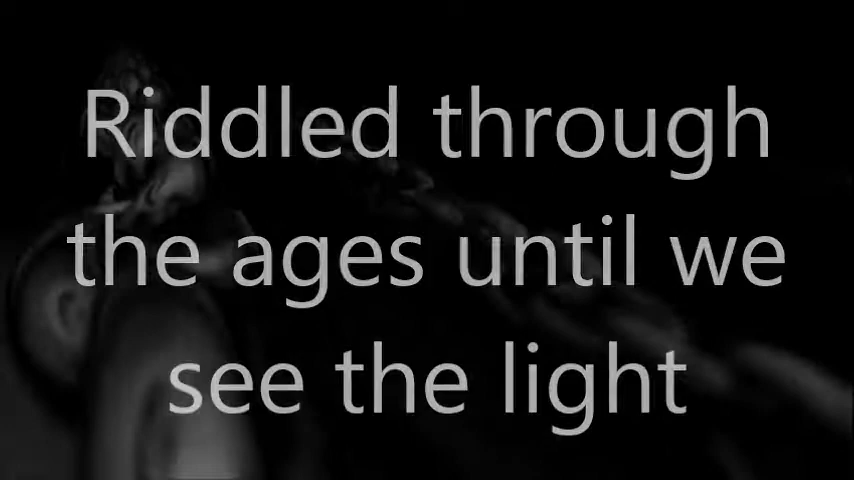 Riddled through
the ages until we
see the light